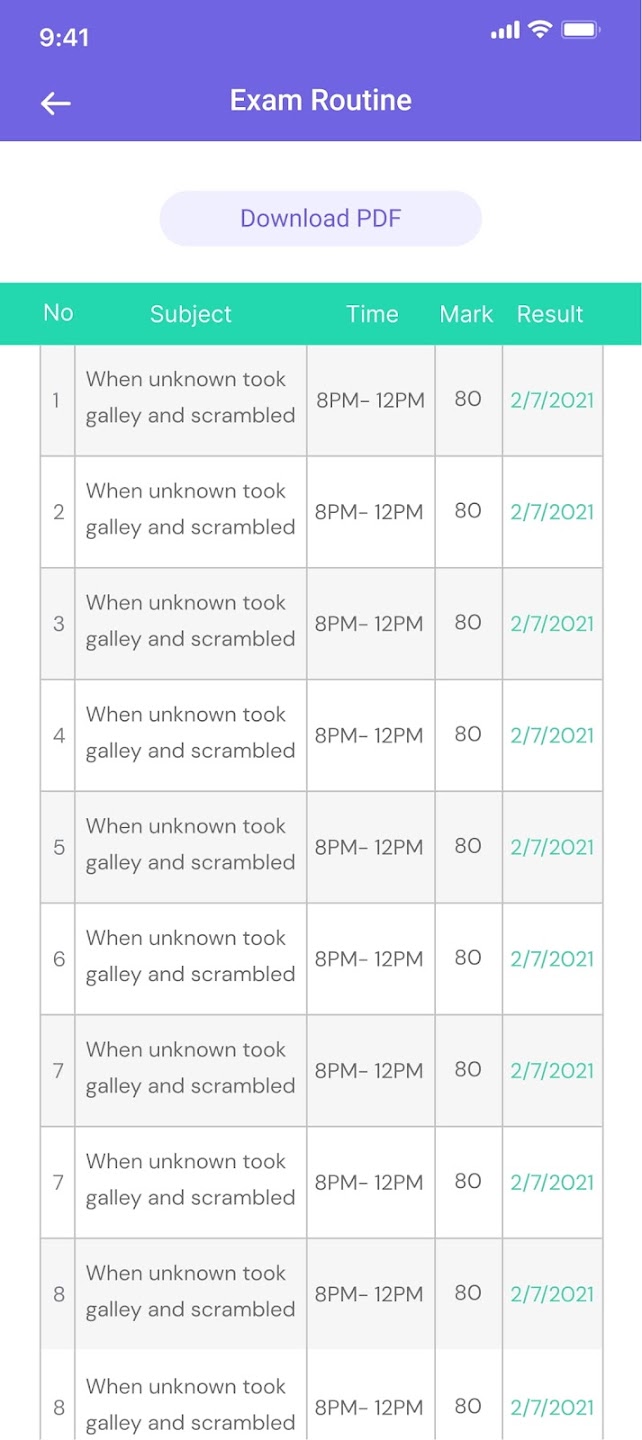 9:41
Exam Routine
Download PDF
No Subject Time Mark Result
When unknown took
1 8PM- 12PM 80 2/7/2021
galley and scrambled
When unknown took
2 8PM- 12PM 80 2/7/2021
galley and scrambled
When unknown took
3 8PM- 12PM 80 2/7/2021
galley and scrambled
When unknown took
4 8PM- 12PM 80 2/7/2021
galley and scrambled
When unknown took
5 8PM- 12PM 80 2/7/2021
galley and scrambled
When unknown took
6 8PM- 12PM 80 2/7/2021
galley and scrambled
When unknown took
7 8PM- 12PM 80 2/7/2021
galley and scrambled
When unknown took
7 8PM- 12PM 80 2/7/2021
galley and scrambled
When unknown took
8 8PM- 12PM 80 2/7/2021
galley and scrambled
When unknown took
8 8PM- 12PM 80 2/7/2021
galley and scrambled